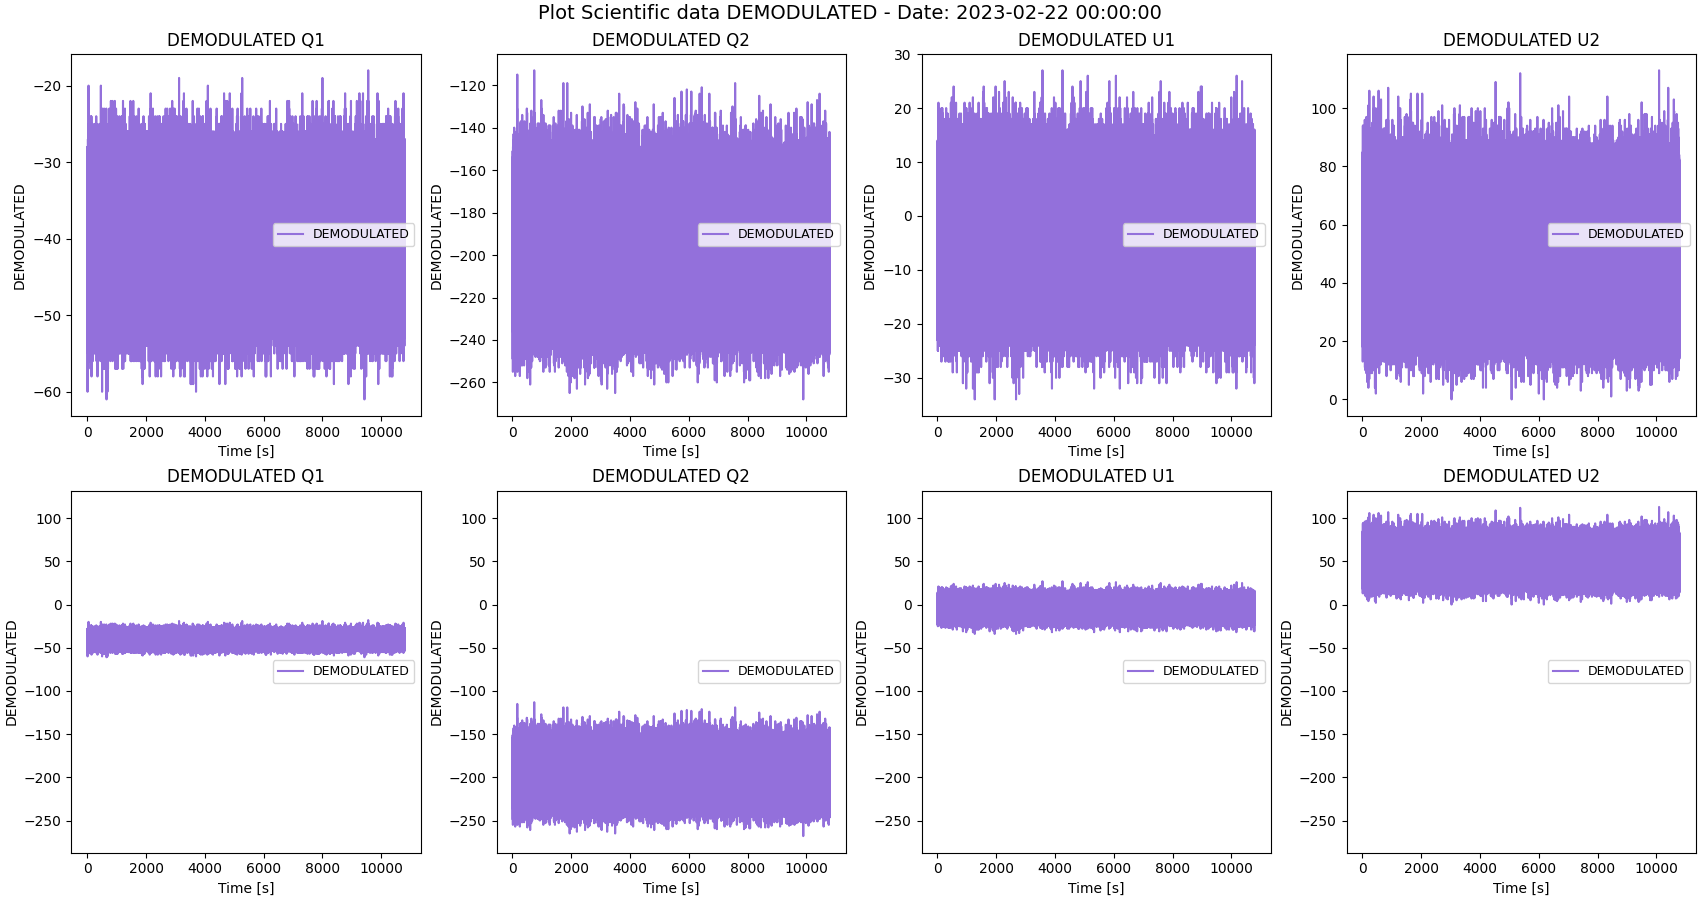 Plot Scientific data DEMODULATED - Date: 2023-02-22 00:00:00
DEMODULATED Q1
DEMODULATED
−20
−30
−40
−50
−60
DEMODULATED
0 2000 4000 6000 8000 10000
Time [s]
DEMODULATED Q2
DEMODULATED
−120
−140
−160
−180
−200
−220
−240
−260
DEMODULATED
0 2000 4000 6000 8000 10000
Time [s]
DEMODULATED U1
DEMODULATED
30
20
10
0
−10
−20
−30
DEMODULATED
0 2000 4000 6000 8000 10000
Time [s]
DEMODULATED U2
DEMODULATED
100
80
60
40
20
0
DEMODULATED
0 2000 4000 6000 8000 10000
Time [s]
DEMODULATED Q1
DEMODULATED
100
50
0
−50
−100
−150
−200
−250
DEMODULATED
0 2000 4000 6000 8000 10000
Time [s]
DEMODULATED Q2
DEMODULATED
100
50
0
−50
−100
−150
−200
−250
DEMODULATED
0 2000 4000 6000 8000 10000
Time [s]
DEMODULATED U1
DEMODULATED
100
50
0
−50
−100
−150
−200
−250
DEMODULATED
0 2000 4000 6000 8000 10000
Time [s]
DEMODULATED U2
DEMODULATED
100
50
0
−50
−100
−150
−200
−250
DEMODULATED
0 2000 4000 6000 8000 10000
Time [s]